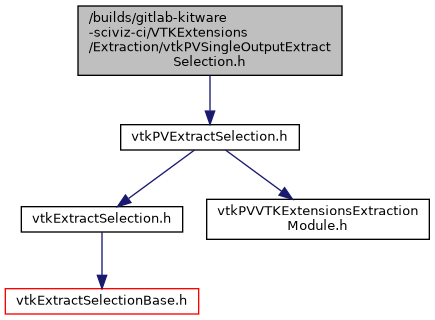 /builds/gitlab-kitware
-sciviz-ci/VTKExtensions
/Extraction/vtkPVSingleOutputExtract
Selection.h
vtkPVExtractSelection.h
vtkExtractSelection.h
vtkPVVTKExtensionsExtraction
Module.h
vtkExtractSelectionBase.h